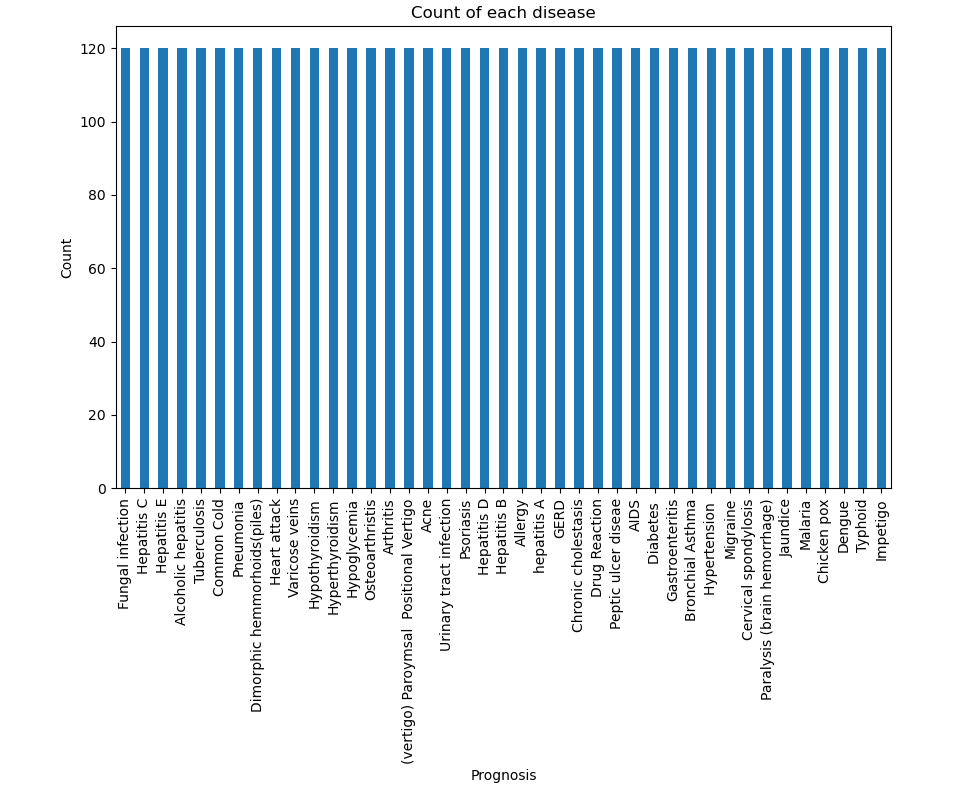 Count of each disease
120
100
80
60
40
20
0
Count
Fungal infection
Hepatitis C
Hepatitis E
Alcoholic hepatitis
Tuberculosis
Common Cold
Pneumonia
Dimorphic hemmorhoids(piles)
Heart attack
Varicose veins
Hypothyroidism
Hyperthyroidism
Hypoglycemia
Osteoarthristis
Arthritis
(vertigo) Paroymsal  Positional Vertigo
Acne
Urinary tract infection
Psoriasis
Hepatitis D
Hepatitis B
Allergy
hepatitis A
GERD
Chronic cholestasis
Drug Reaction
Peptic ulcer diseae
AIDS
Diabetes
Gastroenteritis
Bronchial Asthma
Hypertension
Migraine
Cervical spondylosis
Paralysis (brain hemorrhage)
Jaundice
Malaria
Chicken pox
Dengue
Typhoid
Impetigo
Prognosis